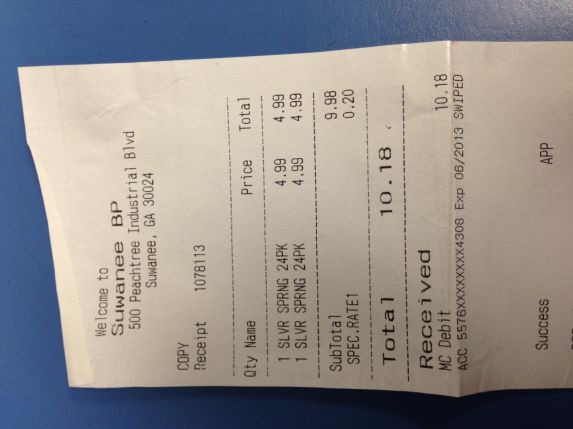 Welcome to
Suwanee BP
500 Peachtree Industrial Blvd
Suwanee, GA 30024
COPY
Receipt 1078113
Qty Name Price Total
1 SLVR SPRNG 24PK 4.99 4.99
1 SLVR SPRNG 24PK 4.99 4.99
SubTotal 9.98
SPEC.RATE1 0.20
Total 10.18
Received
MC Debit 10.18
ACC 5576XXXXXXXX4308 Exp 06/2013 SWIPED
Success APP